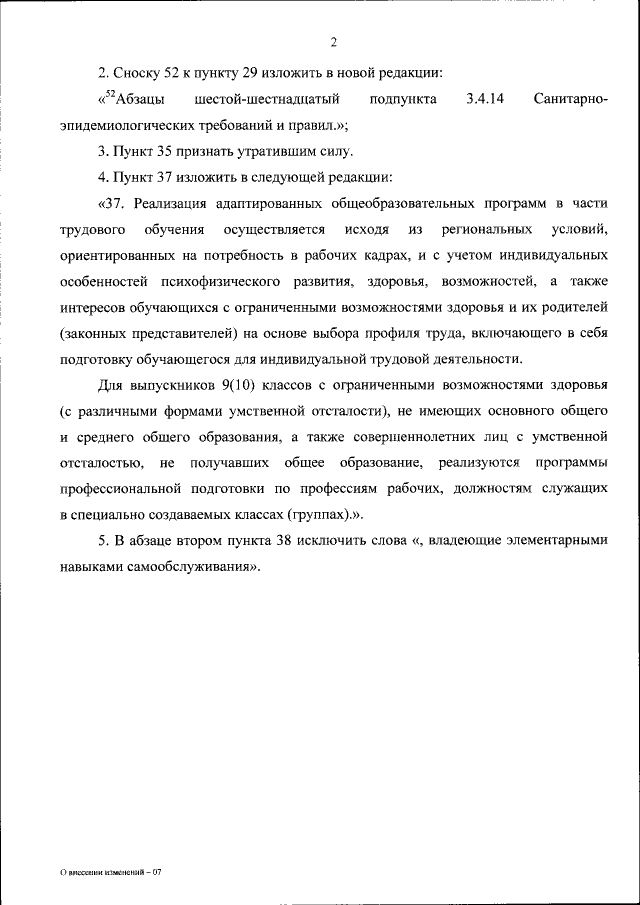 2
2. Сноску 52 к пункту 29 изложить в новой редакции:
«52Абзацы шестой-шестнадцатый подпункта 3.4.14 Санитарно-
эпидемиологических требований и правил.»;
3. Пункт 35 признать утратившим силу.
4. Пункт 37 изложить в следующей редакции:
«37. Реализация адаптированных общеобразовательных программ в части
трудового обучения осуществляется исходя из региональных условий,
ориентированных на потребность в рабочих кадрах, и с учетом индивидуальных
особенностей психофизического развития, здоровья, возможностей, а также
интересов обучающихся с ограниченными возможностями здоровья и их родителей
(законных представителей) на основе выбора профиля труда, включающего в себя
подготовку обучающегося для индивидуальной трудовой деятельности.
Для выпускников 9(10) классов с ограниченными возможностями здоровья
(с различными формами умственной отсталости), не имеющих основного общего
и среднего общего образования, а также совершеннолетних лиц с умственной
отсталостью, не получавших общее образование, реализуются программы
профессиональной подготовки по профессиям рабочих, должностям служащих
в специально создаваемых классах (группах).».
5. В абзаце втором пункта 38 исключить слова «, владеющие элементарными
навыками самообслуживания».
О внесении изменений – 07